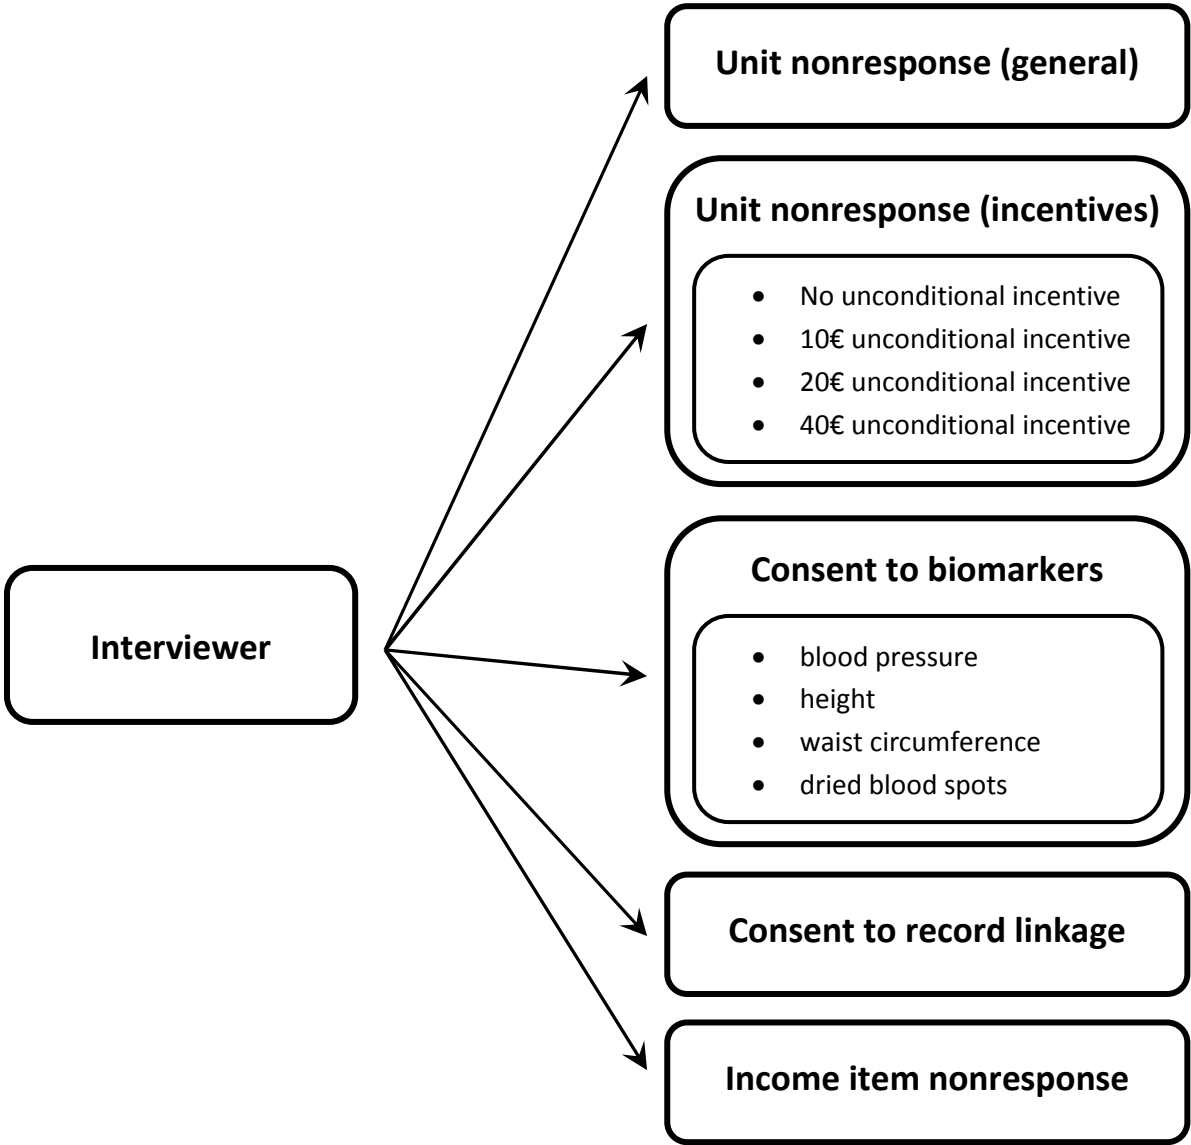 Unit nonresponse (general)
Unit nonresponse (incentives)
• No unconditional incentive
• 10€ unconditional incentive
• 20€ unconditional incentive
• 40€ unconditional incentive
Interviewer
Consent to biomarkers
• blood pressure
• height
• waist circumference
• dried blood spots
Consent to record linkage
Income item nonresponse